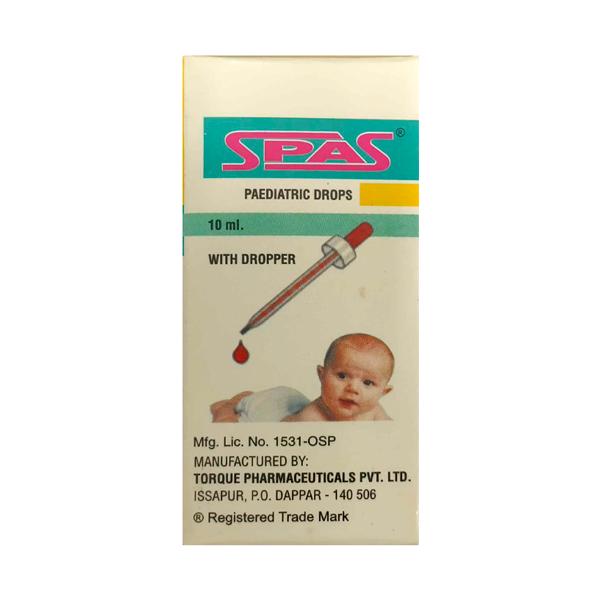 SPAS®
PAEDIATRIC DROPS
10 ml.
WITH DROPPER
Mfg. Lic. No. 1531-OSP
MANUFACTURED BY:
TORQUE PHARMACEUTICALS PVT. LTD.
ISSAPUR, P.O. DAPPAR - 140 506
® Registered Trade Mark